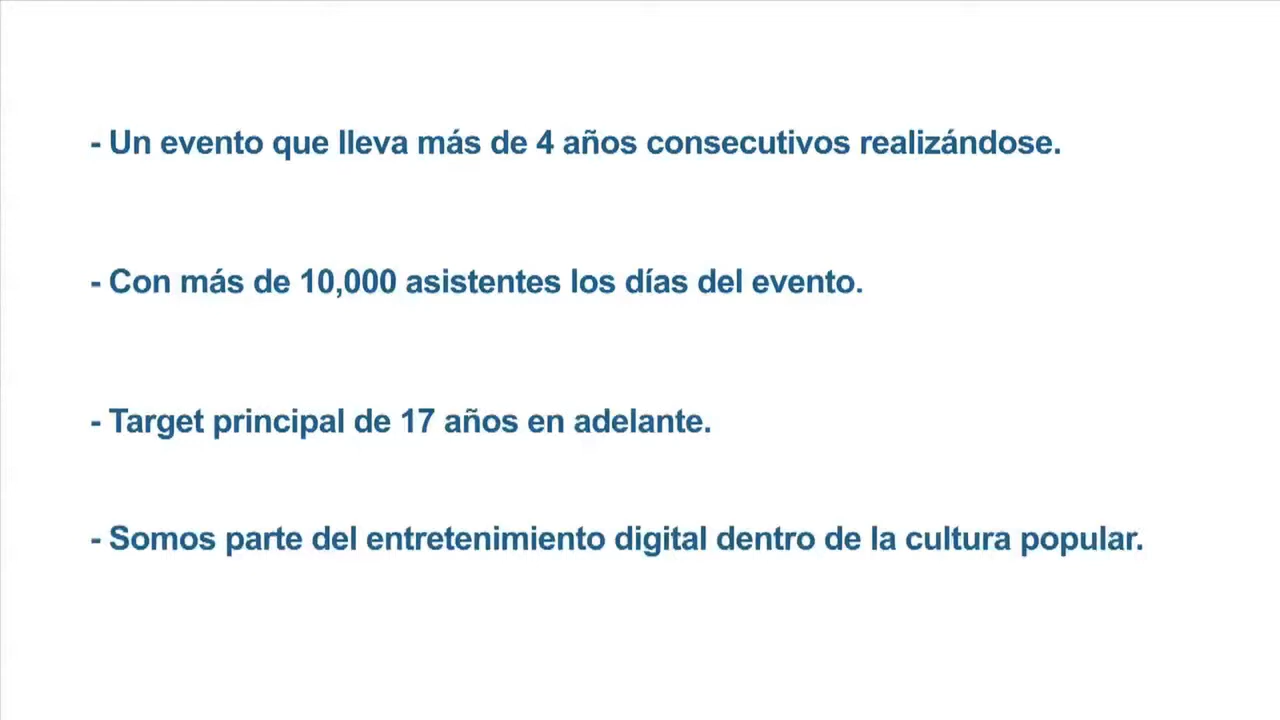 - Un evento que lleva más de 4 años consecutivos realizándose.
- Con más de 10,000 asistentes los días del evento.
- Target principal de 17 años en adelante.
- Somos parte del entretenimiento digital dentro de la cultura popular.